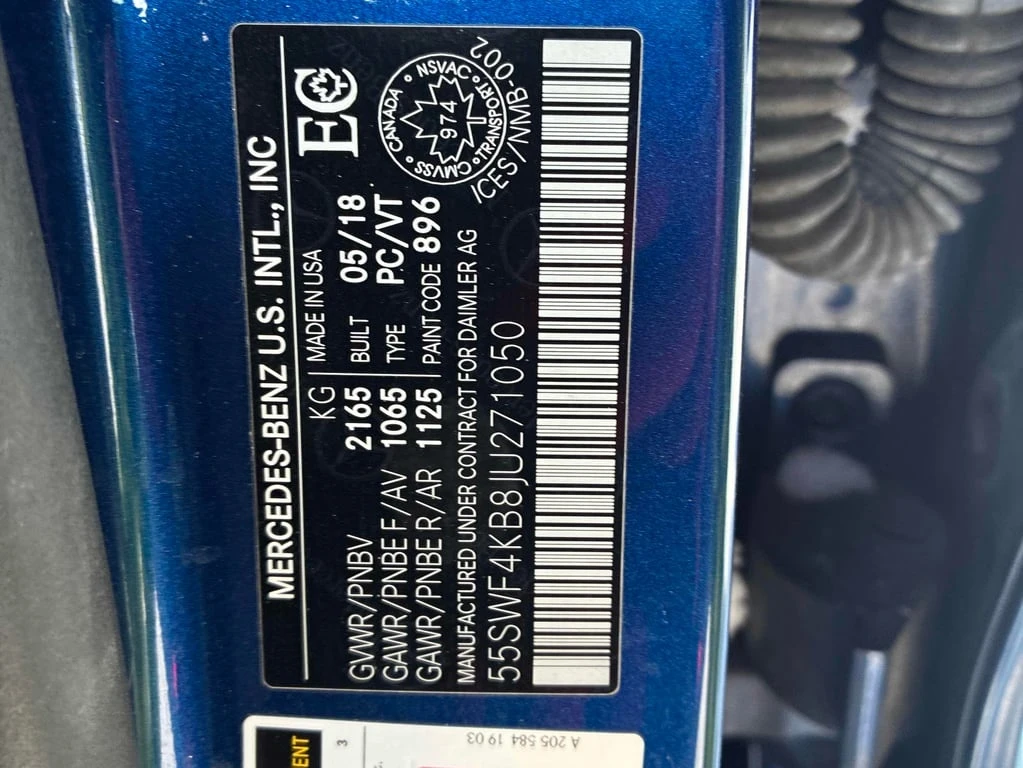 MERCEDES-BENZ U.S. INTL., INC
KG MADE IN USA
GVWR/PNBV 2165 BUILT 05/18
GAWR/PNBE F/AV 1065 TYPE PC/VT
GAWR/PNBE R/AR 1125 PAINT CODE 896
MANUFACTURED UNDER CONTRACT FOR DAIMLER AG
55SWF4KB8JU271050
EC
CANADA • NSVAC • TRANSPORT • CMVSS
974
ICES/NMB-002
ENT
3
A 205 584 19 03